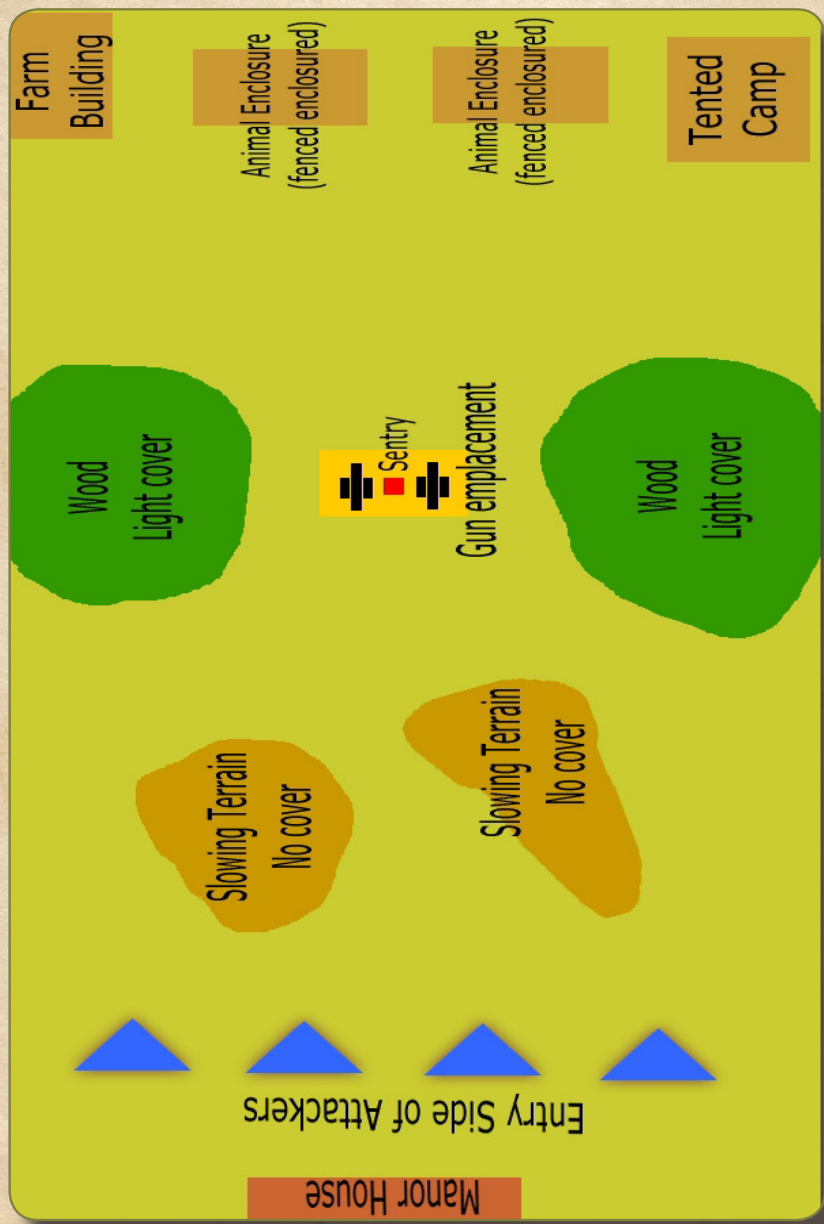 Farm
Building
Animal Enclosure
(fenced enclosured)
Animal Enclosure
(fenced enclosured)
Tented
Camp
Wood
Light cover
Sentry
Gun emplacement
Wood
Light cover
Slowing Terrain
No cover
Slowing Terrain
No cover
Entry Side of Attackers
Manor House